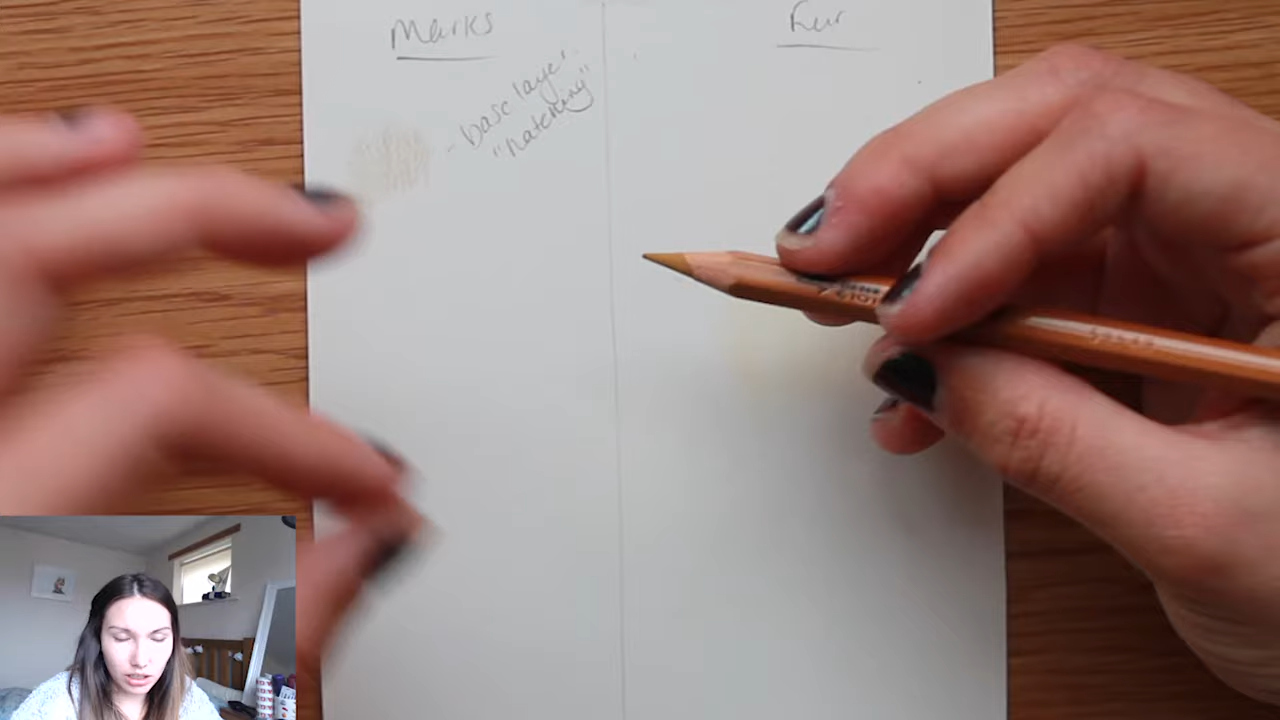 Marks
Fur
- base layer.
"hatching"